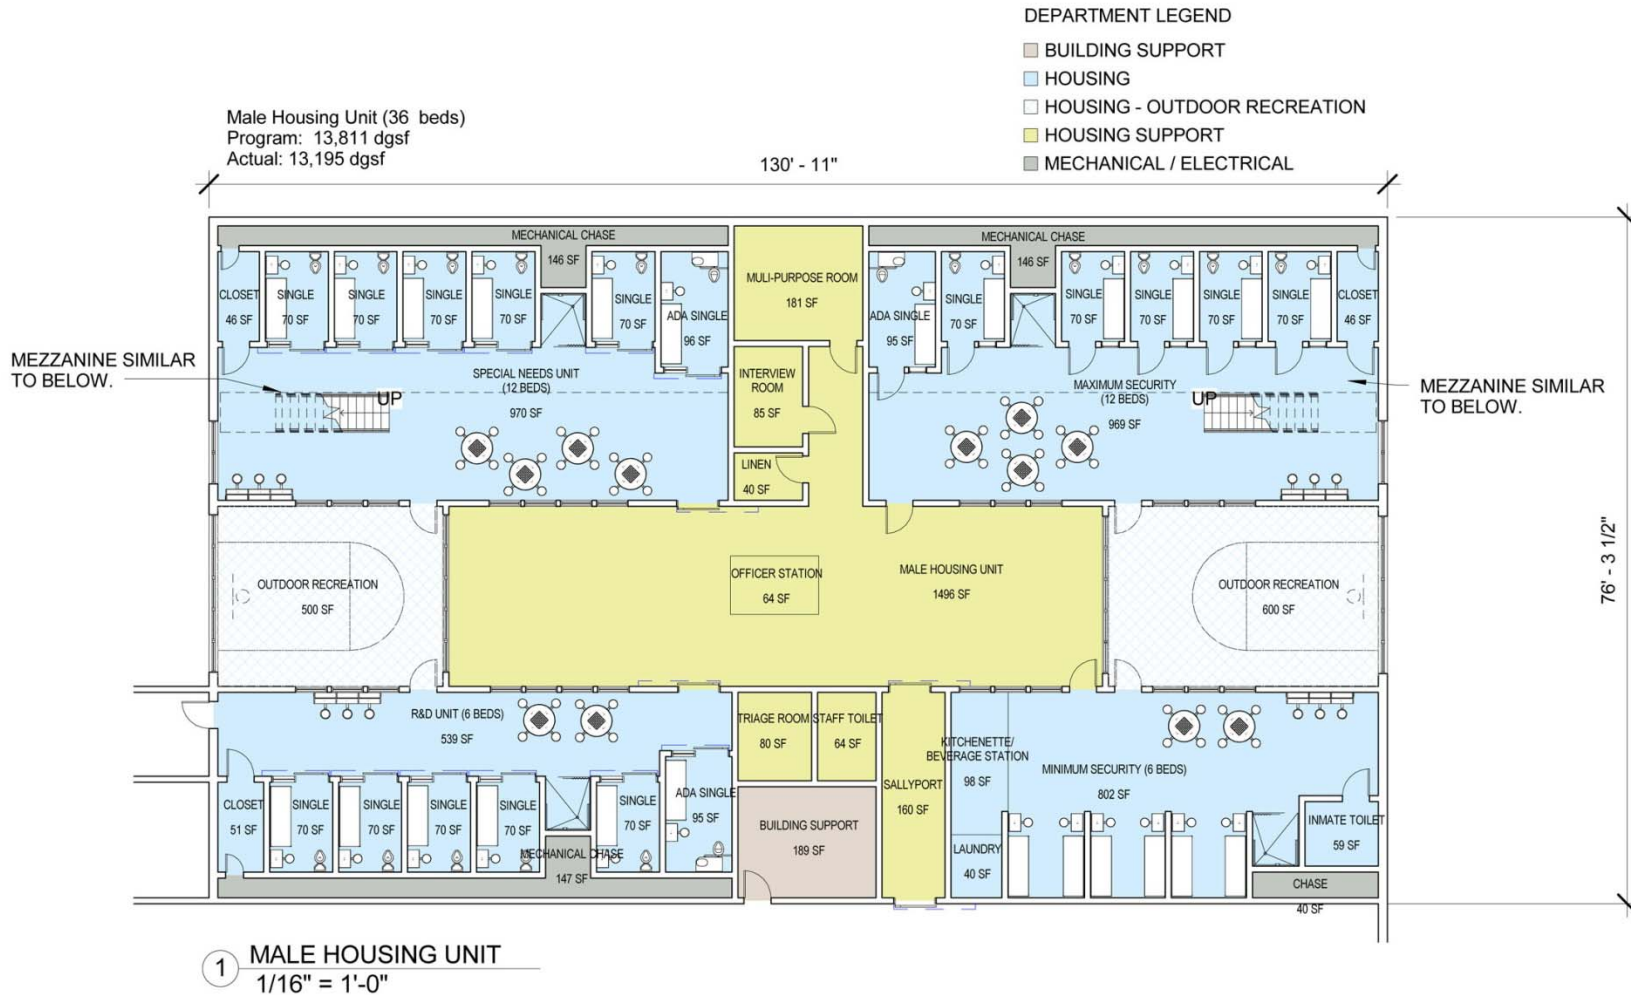 DEPARTMENT LEGEND
BUILDING SUPPORT
HOUSING
HOUSING - OUTDOOR RECREATION
HOUSING SUPPORT
MECHANICAL / ELECTRICAL
Male Housing Unit (36 beds)
Program: 13,811 dgsf
Actual: 13,195 dgsf
130' - 11"
76' - 3 1/2"
MECHANICAL CHASE
146 SF
CLOSET
46 SF
SINGLE
70 SF
SINGLE
70 SF
SINGLE
70 SF
SINGLE
70 SF
SINGLE
70 SF
ADA SINGLE
96 SF
MULI-PURPOSE ROOM
181 SF
MECHANICAL CHASE
146 SF
ADA SINGLE
95 SF
SINGLE
70 SF
SINGLE
70 SF
SINGLE
70 SF
SINGLE
70 SF
SINGLE
70 SF
CLOSET
46 SF
MEZZANINE SIMILAR
TO BELOW.
UP
SPECIAL NEEDS UNIT
(12 BEDS)
970 SF
INTERVIEW
ROOM
85 SF
LINEN
40 SF
MAXIMUM SECURITY
(12 BEDS)
969 SF
UP
MEZZANINE SIMILAR
TO BELOW.
OUTDOOR RECREATION
500 SF
OFFICER STATION
64 SF
MALE HOUSING UNIT
1496 SF
OUTDOOR RECREATION
600 SF
R&D UNIT (6 BEDS)
539 SF
CLOSET
51 SF
SINGLE
70 SF
SINGLE
70 SF
SINGLE
70 SF
SINGLE
70 SF
SINGLE
70 SF
ADA SINGLE
95 SF
MECHANICAL CHASE
147 SF
TRIAGE ROOM
80 SF
STAFF TOILET
64 SF
BUILDING SUPPORT
189 SF
SALLYPORT
160 SF
KITCHENETTE/
BEVERAGE STATION
98 SF
LAUNDRY
40 SF
MINIMUM SECURITY (6 BEDS)
802 SF
INMATE TOILET
59 SF
CHASE
40 SF
1
MALE HOUSING UNIT
1/16" = 1'-0"